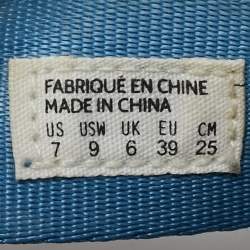 FABRIQUÉ EN CHINE
MADE IN CHINA
US USW UK EU CM
7 9 6 39 25